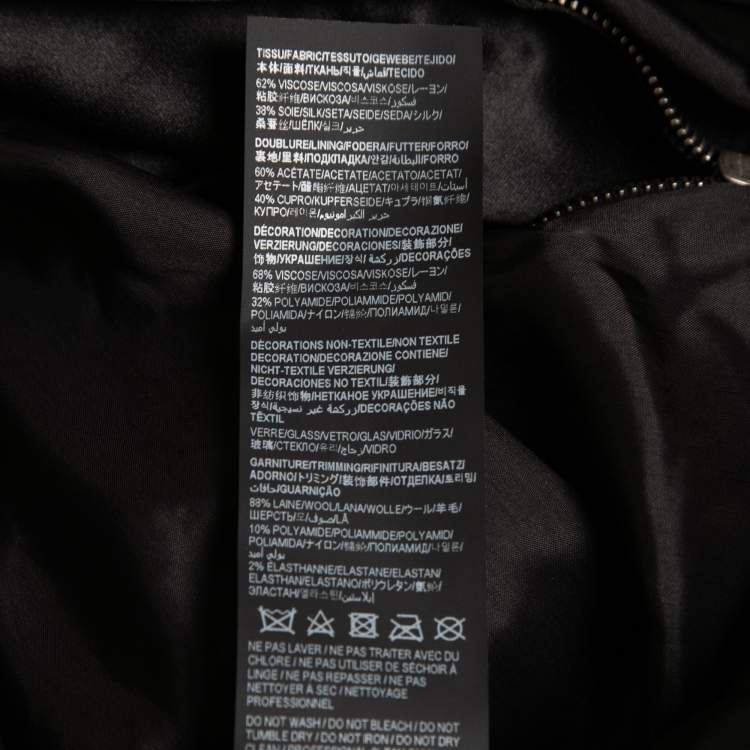 TISSU/FABRIC/TESSUTO/GEWEBE/TEJIDO/
本体/面料/ТКАНЬ/직물/قماش/TECIDO
62% VISCOSE/VISCOSA/VISKOSE/レーヨン/
粘胶纤维/ВИСКОЗА/비스코스/فسكوز
38% SOIE/SILK/SETA/SEIDE/SEDA/シルク/
桑蚕丝/ШЁЛК/실크/حرير
DOUBLURE/LINING/FODERA/FUTTER/FORRO/
裏地/里料/ПОДКЛАДКА/안감/البطانة/FORRO
60% ACÉTATE/ACETATE/ACETATO/ACETAT/
アセテート/醋酯纤维/АЦЕТАТ/아세테이트/أسيتات
40% CUPRO/KUPFERSEIDE/キュプラ/铜氨纤维/
КУПРО/레이온/حرير الكبر امونيوم
DÉCORATION/DECORATION/DECORAZIONE/
VERZIERUNG/DECORACIONES/装飾部分/
饰物/УКРАШЕНИЕ/장식/زركشة/DECORAÇÕES
68% VISCOSE/VISCOSA/VISKOSE/レーヨン/
粘胶纤维/ВИСКОЗА/비스코스/فسكوز
32% POLYAMIDE/POLIAMMIDE/POLYAMID/
POLIAMIDA/ナイロン/锦纶/ПОЛИАМИД/나일론/
بولي أميد
DÉCORATIONS NON-TEXTILE/NON TEXTILE
DECORATION/DECORAZIONE CONTIENE/
NICHT-TEXTILE VERZIERUNG/
DECORACIONES NO TEXTIL/装飾部分/
非纺织饰物/НЕТКАНОЕ УКРАШЕНИЕ/비직물
장식/زركشة غير نسيجية/DECORAÇÕES NÃO
TÊXTIL
VERRE/GLASS/VETRO/GLAS/VIDRIO/ガラス/
玻璃/СТЕКЛО/유리/زجاج/VIDRO
GARNITURE/TRIMMING/RIFINITURA/BESATZ/
ADORNO/トリミング/装飾部件/ОТДЕЛКА/트리밍/
حافات/GUARNIÇÃO
88% LAINE/WOOL/LANA/WOLLE/ウール/羊毛/
ШЕРСТЬ/모/صوف/LÃ
10% POLYAMIDE/POLIAMMIDE/POLYAMID/
POLIAMIDA/ナイロン/锦纶/ПОЛИАМИД/나일론/
بولي أميد
2% ÉLASTHANNE/ELASTANE/ELASTAN/
ELASTHAN/ELASTANO/ポリウレタン/氨纶/
ЭЛАСТАН/엘라스틴/إيلاستين
NE PAS LAVER / NE PAS TRAITER AVEC DU
CHLORE / NE PAS UTILISER DE SÉCHOIR À
LINGE / NE PAS REPASSER / NE PAS
NETTOYER À SEC / NETTOYAGE
PROFESSIONNEL
DO NOT WASH / DO NOT BLEACH / DO NOT
TUMBLE DRY / DO NOT IRON / DO NOT DRY
CLEAN / PROFESSIONAL CLEANING